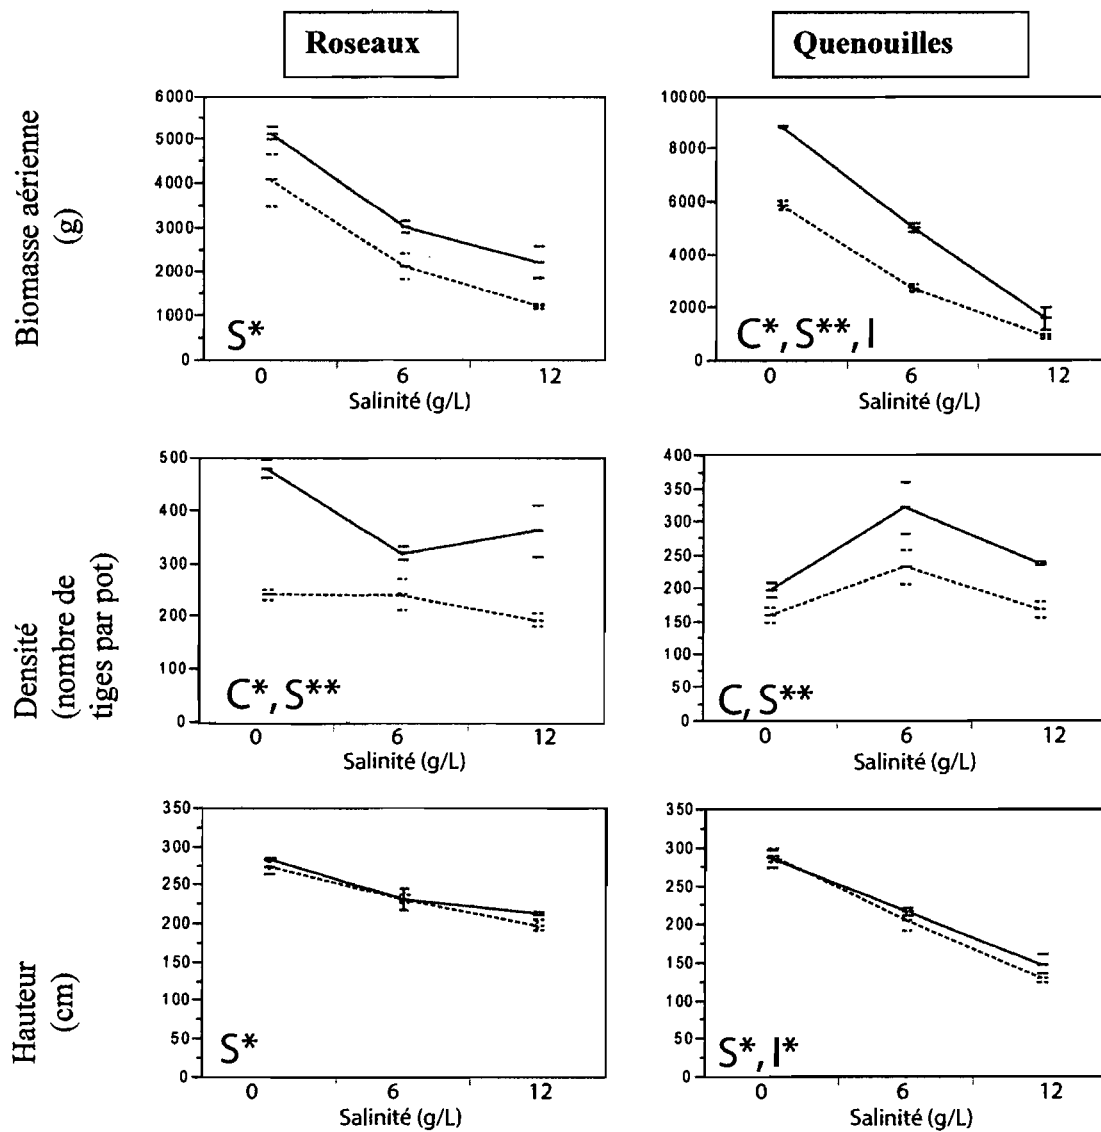 Roseaux
Quenouilles
Biomasse aérienne
(g)
6000
5000
4000
3000
2000
1000
0
S*
0 6 12
Salinité (g/L)
10000
8000
6000
4000
2000
0
C*, S**, I
0 6 12
Salinité (g/L)
Densité
(nombre de
tiges par pot)
500
400
300
200
100
0
C*, S**
0 6 12
Salinité (g/L)
400
350
300
250
200
150
100
50
0
C, S**
0 6 12
Salinité (g/L)
Hauteur
(cm)
350
300
250
200
150
100
50
0
S*
0 6 12
Salinité (g/L)
350
300
250
200
150
100
50
0
S*, I*
0 6 12
Salinité (g/L)